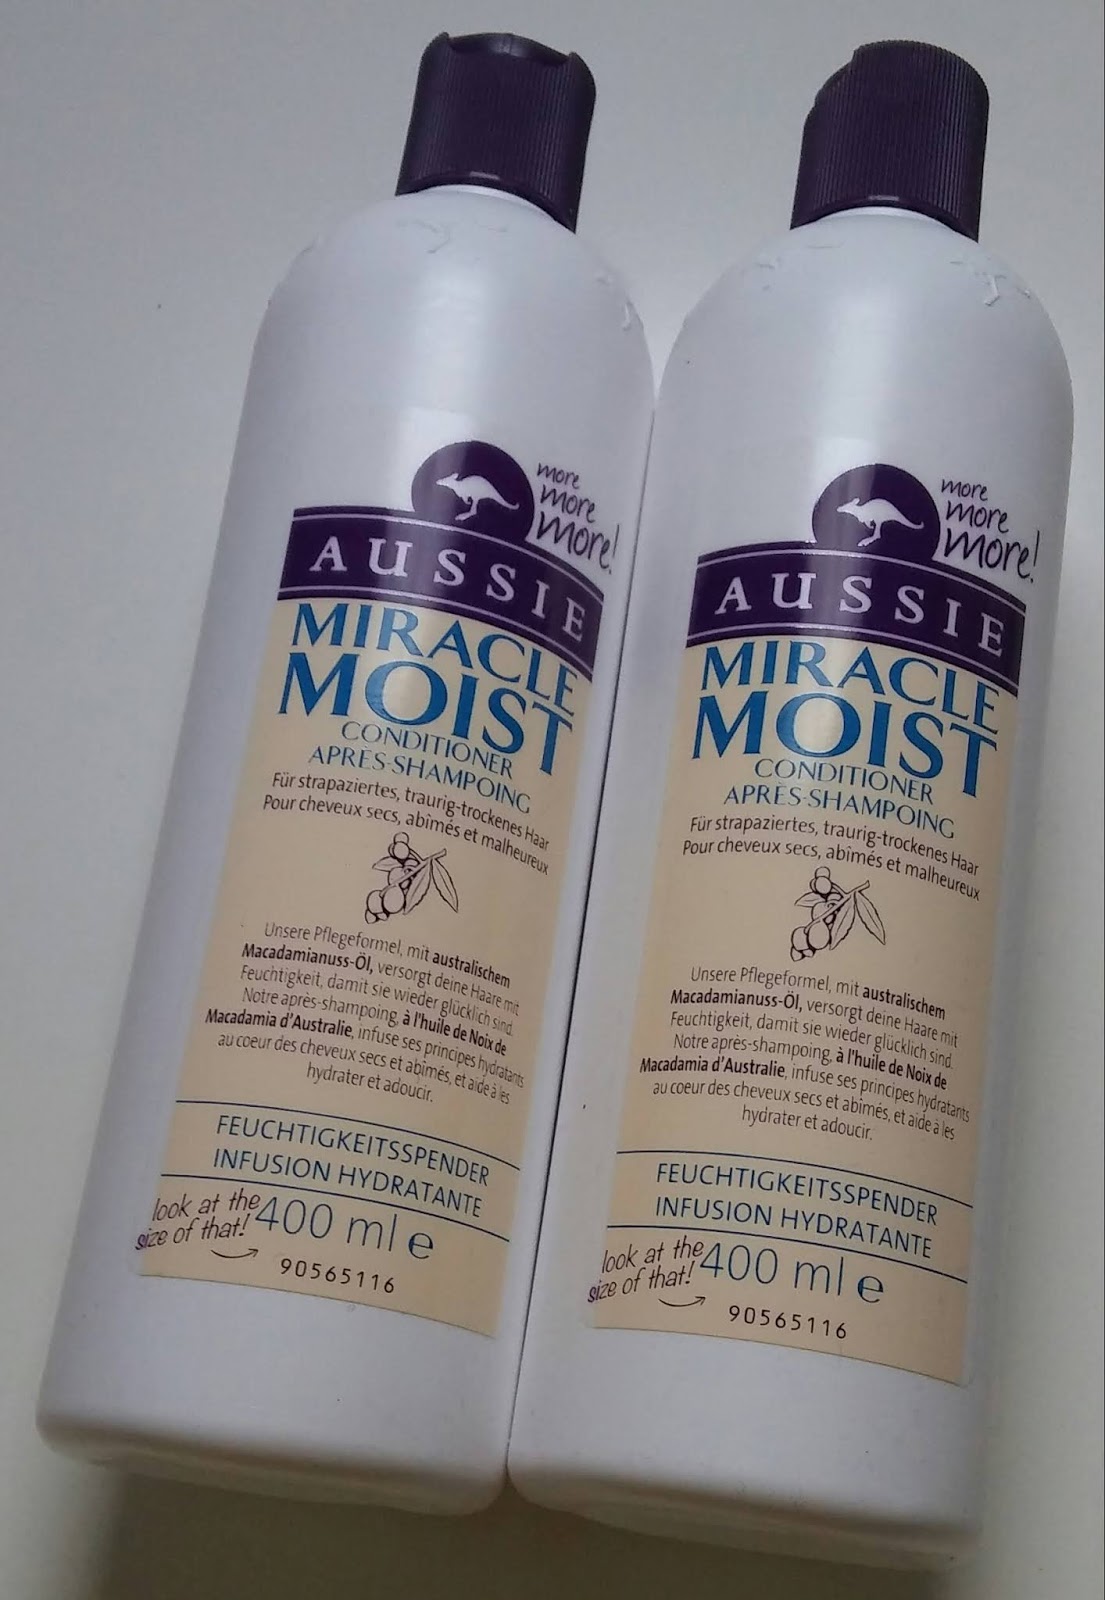 more
more
more!
AUSSIE
MIRACLE
MOIST
CONDITIONER
APRÈS-SHAMPOING
Für strapaziertes, traurig-trockenes Haar
Pour cheveux secs, abîmés et malheureux
Unsere Pflegeformel, mit australischem
Macadamianuss-Öl, versorgt deine Haare mit
Feuchtigkeit, damit sie wieder glücklich sind.
Notre après-shampoing, à l'huile de Noix de
Macadamia d'Australie, infuse ses principes hydratants
au coeur des cheveux secs et abîmés, et aide à les
hydrater et adoucir.
FEUCHTIGKEITSSPENDER
INFUSION HYDRATANTE
look at the
size of that!
400 ml e
90565116
more
more
more!
AUSSIE
MIRACLE
MOIST
CONDITIONER
APRÈS-SHAMPOING
Für strapaziertes, traurig-trockenes Haar
Pour cheveux secs, abîmés et malheureux
Unsere Pflegeformel, mit australischem
Macadamianuss-Öl, versorgt deine Haare mit
Feuchtigkeit, damit sie wieder glücklich sind.
Notre après-shampoing, à l'huile de Noix de
Macadamia d'Australie, infuse ses principes hydratants
au coeur des cheveux secs et abîmés, et aide à les
hydrater et adoucir.
FEUCHTIGKEITSSPENDER
INFUSION HYDRATANTE
look at the
size of that!
400 ml e
90565116